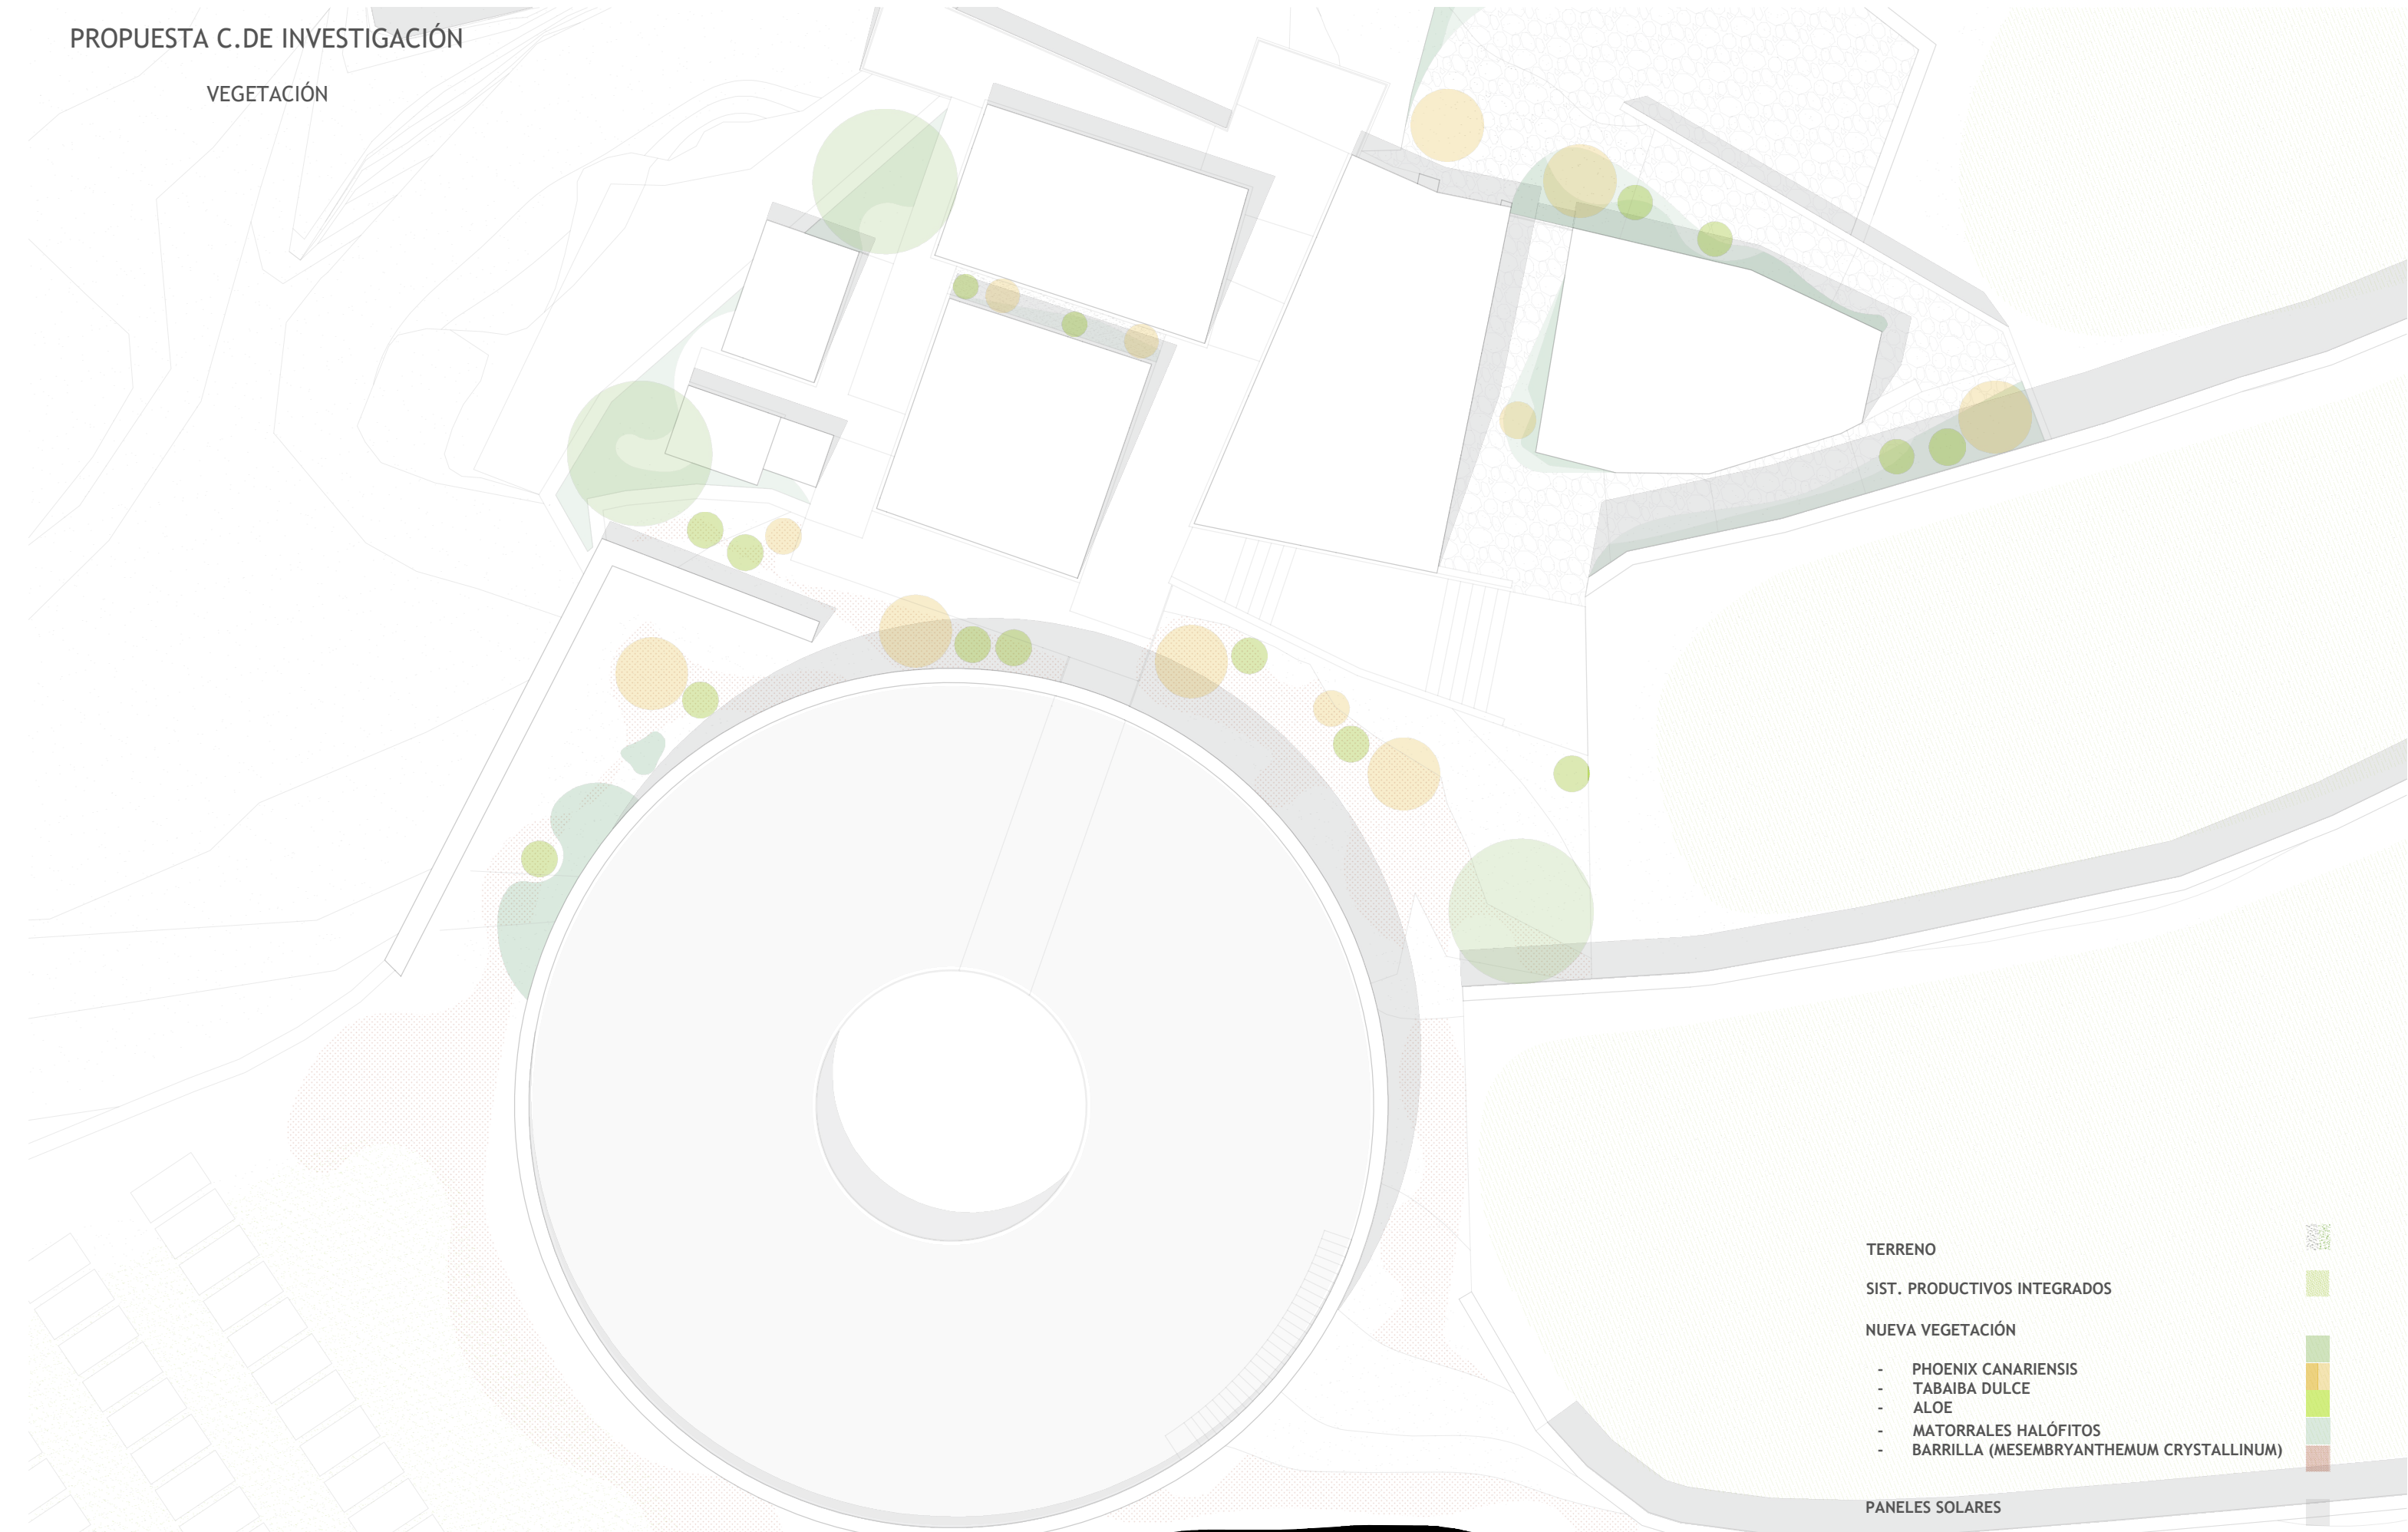 PROPUESTA C.DE INVESTIGACIÓN
VEGETACIÓN
TERRENO
SIST. PRODUCTIVOS INTEGRADOS
NUEVA VEGETACIÓN
- PHOENIX CANARIENSIS
- TABAIBA DULCE
- ALOE
- MATORRALES HALÓFITOS
- BARRILLA (MESEMBRYANTHEMUM CRYSTALLINUM)
PANELES SOLARES